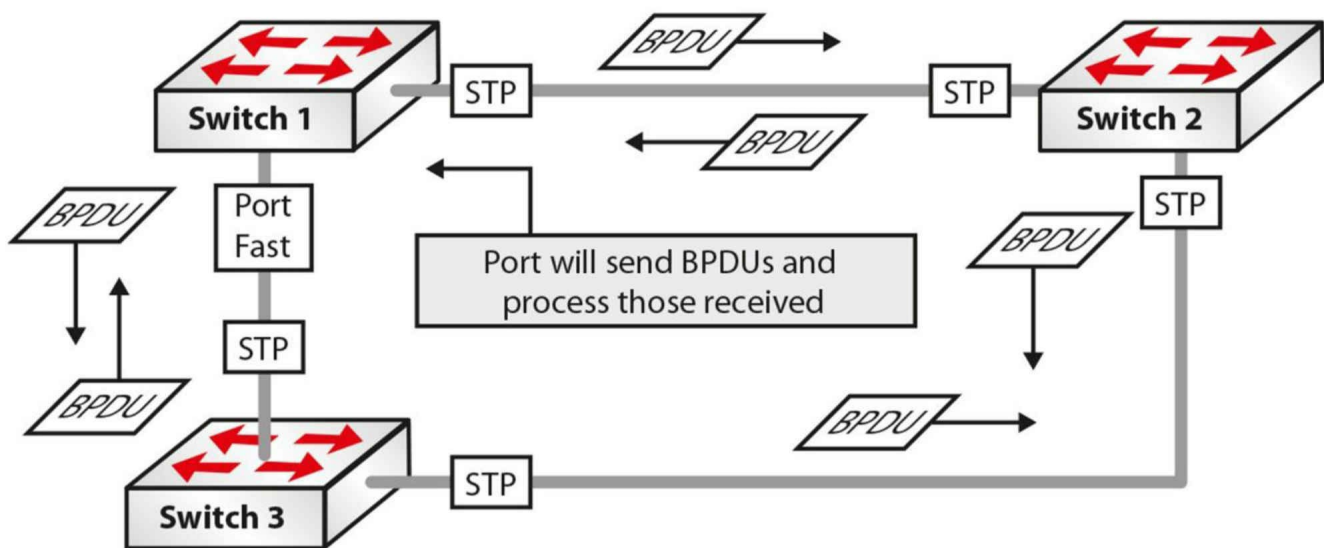 BPDU
STP
STP
Switch 1
Switch 2
BPDU
BPDU
Port
Fast
STP
BPDU
Port will send BPDUs and
process those received
STP
BPDU
BPDU
STP
Switch 3